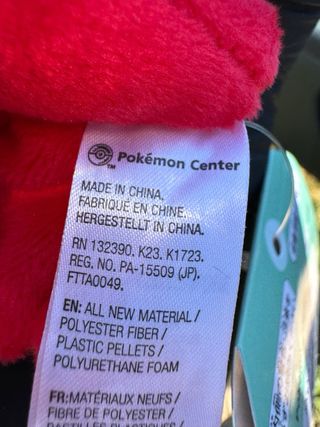 Pokémon Center
MADE IN CHINA.
FABRIQUÉ EN CHINE.
HERGESTELLT IN CHINA.
RN 132390. K23. K1723.
REG. NO. PA-15509 (JP).
FTTA0049.
EN: ALL NEW MATERIAL /
POLYESTER FIBER /
PLASTIC PELLETS /
POLYURETHANE FOAM
FR: MATÉRIAUX NEUFS /
FIBRE DE POLYESTER /